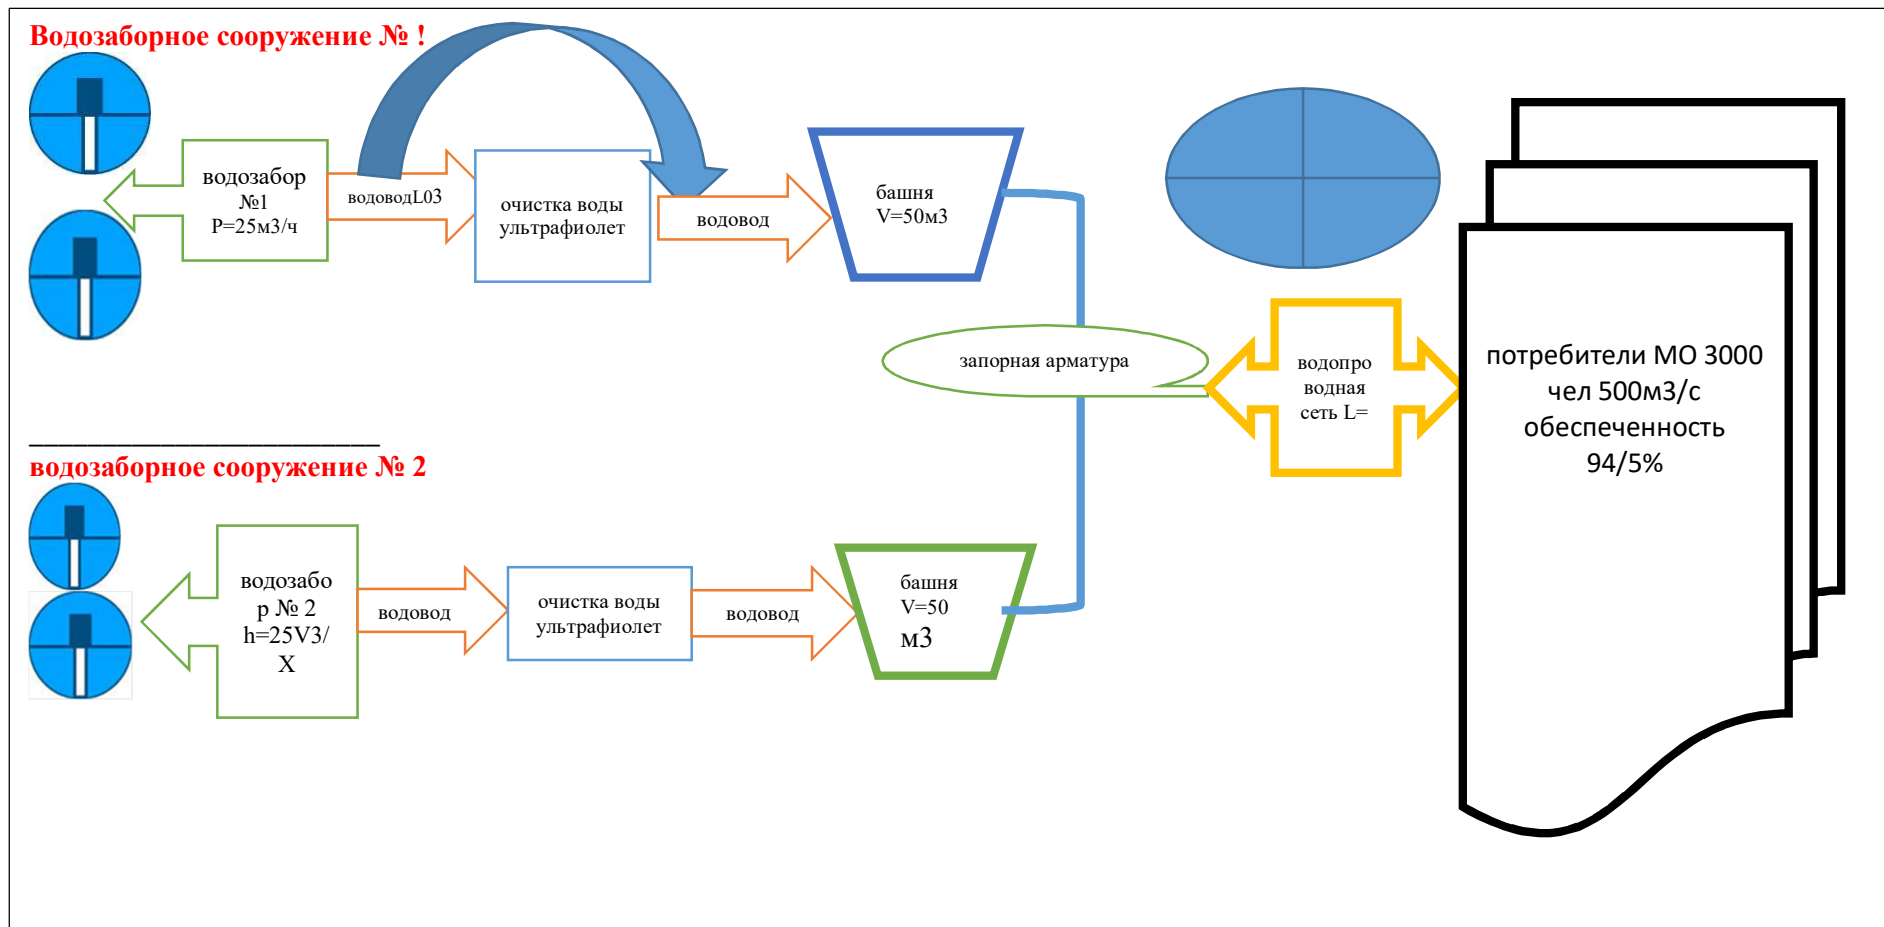 Водозаборное сооружение № !
водозабор
№1
Р=25м3/ч
водоводL03
очистка воды
ультрафиолет
водовод
башня
V=50м3
запорная арматура
водопро
водная
сеть L=
потребители МО 3000
чел 500м3/с
обеспеченность
94/5%
водозаборное сооружение № 2
водозабо
р № 2
h=25V3/
Х
водовод
очистка воды
ультрафиолет
водовод
башня
V=50
м3